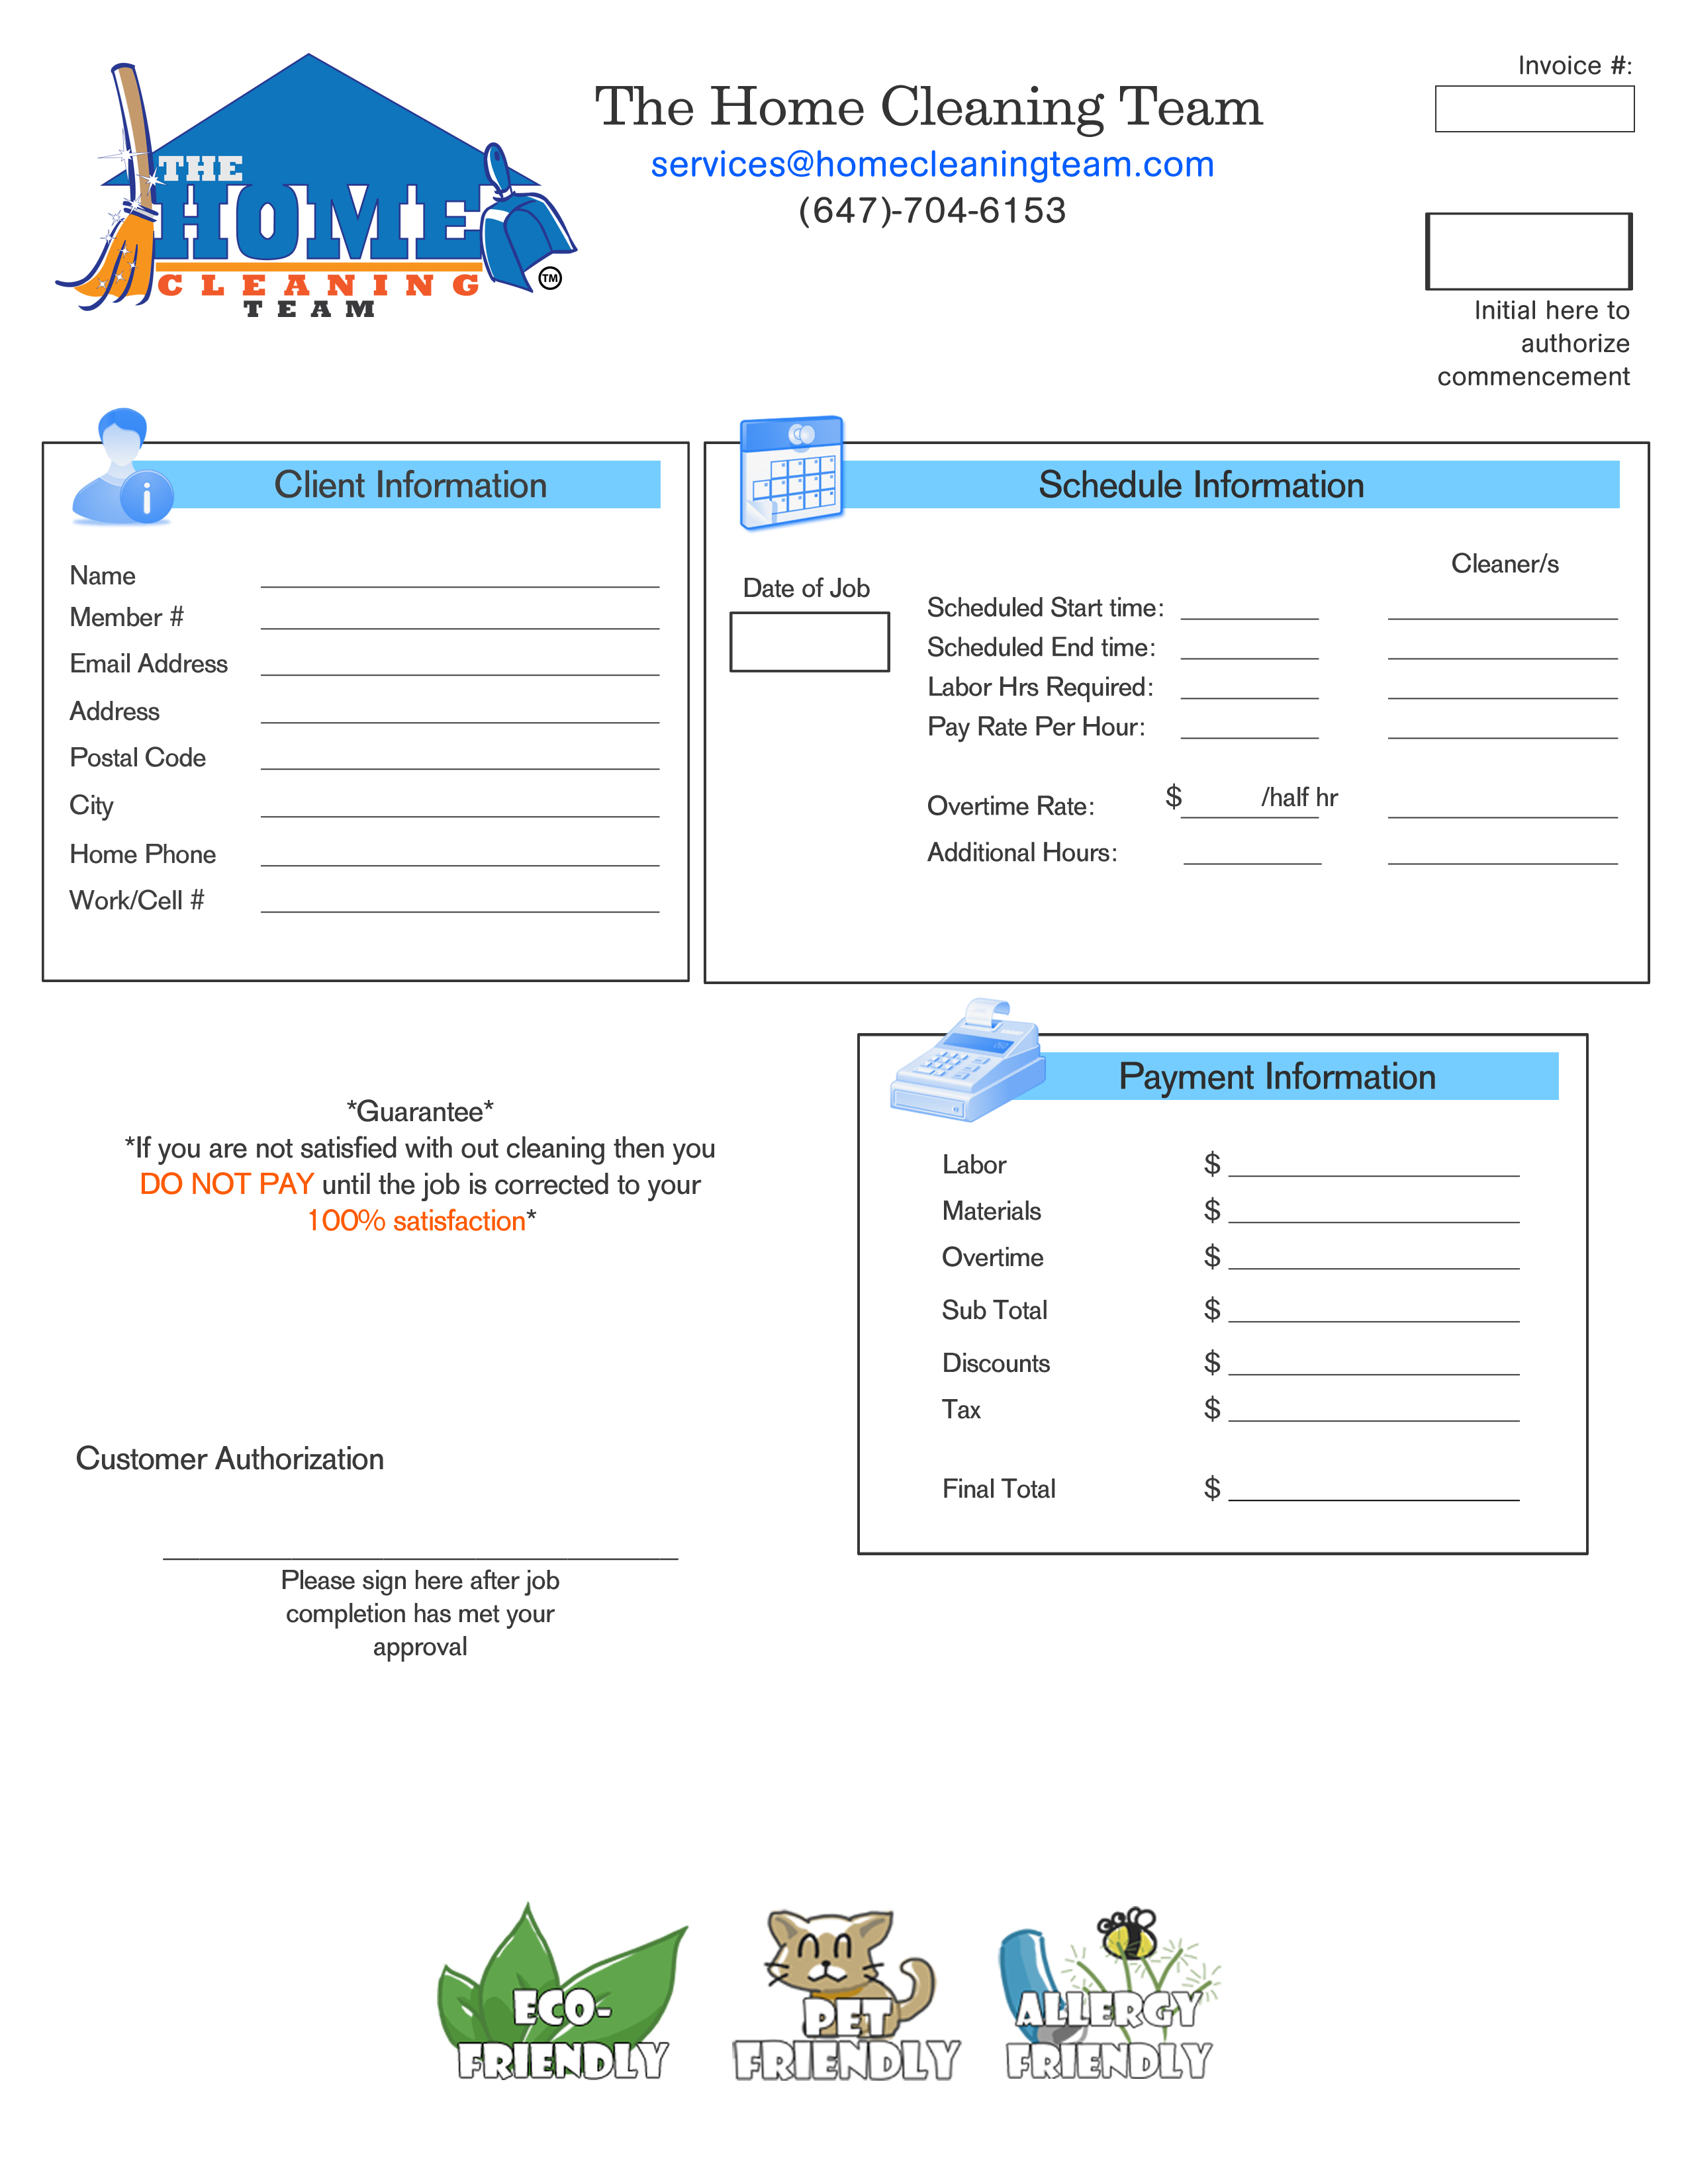 THE
HOME
CLEANING
TEAM
TM
The Home Cleaning Team
services@homecleaningteam.com
(647)-704-6153
Invoice #:
Initial here to
authorize
commencement
Client Information
Name
Member #
Email Address
Address
Postal Code
City
Home Phone
Work/Cell #
Schedule Information
Cleaner/s
Date of Job
Scheduled Start time:
Scheduled End time:
Labor Hrs Required:
Pay Rate Per Hour:
Overtime Rate: $ /half hr
Additional Hours:
*Guarantee*
*If you are not satisfied with out cleaning then you
DO NOT PAY until the job is corrected to your
100% satisfaction*
Payment Information
Labor $
Materials $
Overtime $
Sub Total $
Discounts $
Tax $
Final Total $
Customer Authorization
Please sign here after job
completion has met your
approval
ECO-
FRIENDLY
PET
FRIENDLY
ALLERGY
FRIENDLY